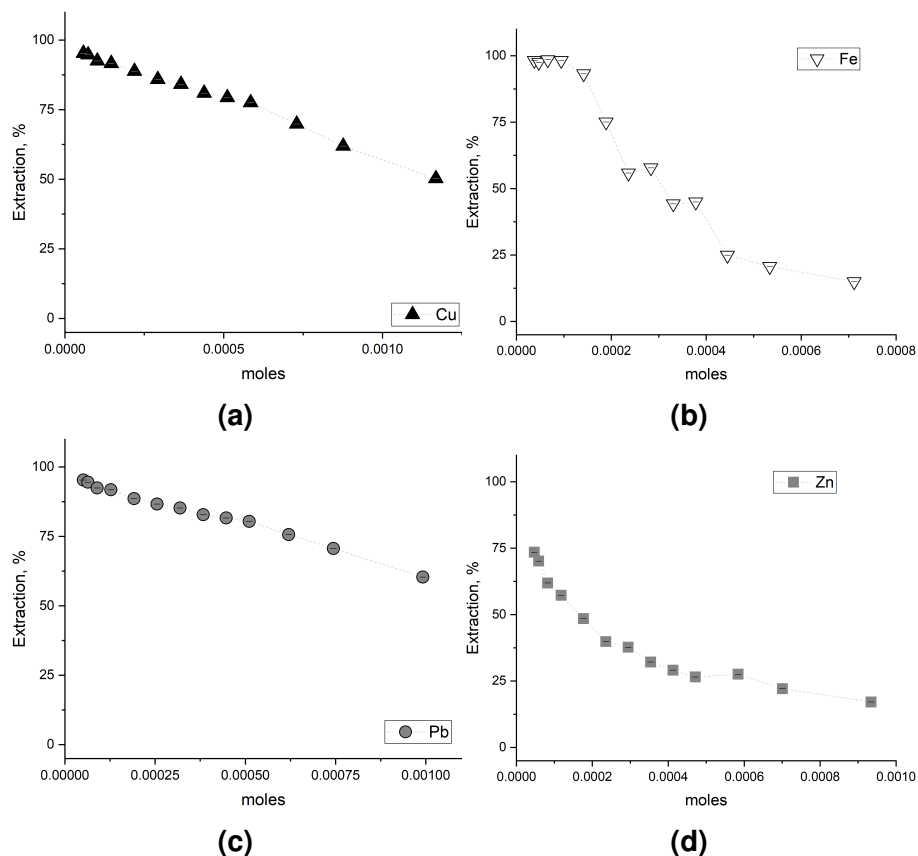 100
75
50
25
0
Extraction, %
Cu
0.0000
0.0005
0.0010
moles
(a)
100
75
50
25
0
Extraction, %
Fe
0.0000
0.0002
0.0004
0.0006
0.0008
moles
(b)
100
75
50
25
0
Extraction, %
Pb
0.00000
0.00025
0.00050
0.00075
0.00100
moles
(c)
100
75
50
25
0
Extraction, %
Zn
0.0000
0.0002
0.0004
0.0006
0.0008
0.0010
moles
(d)